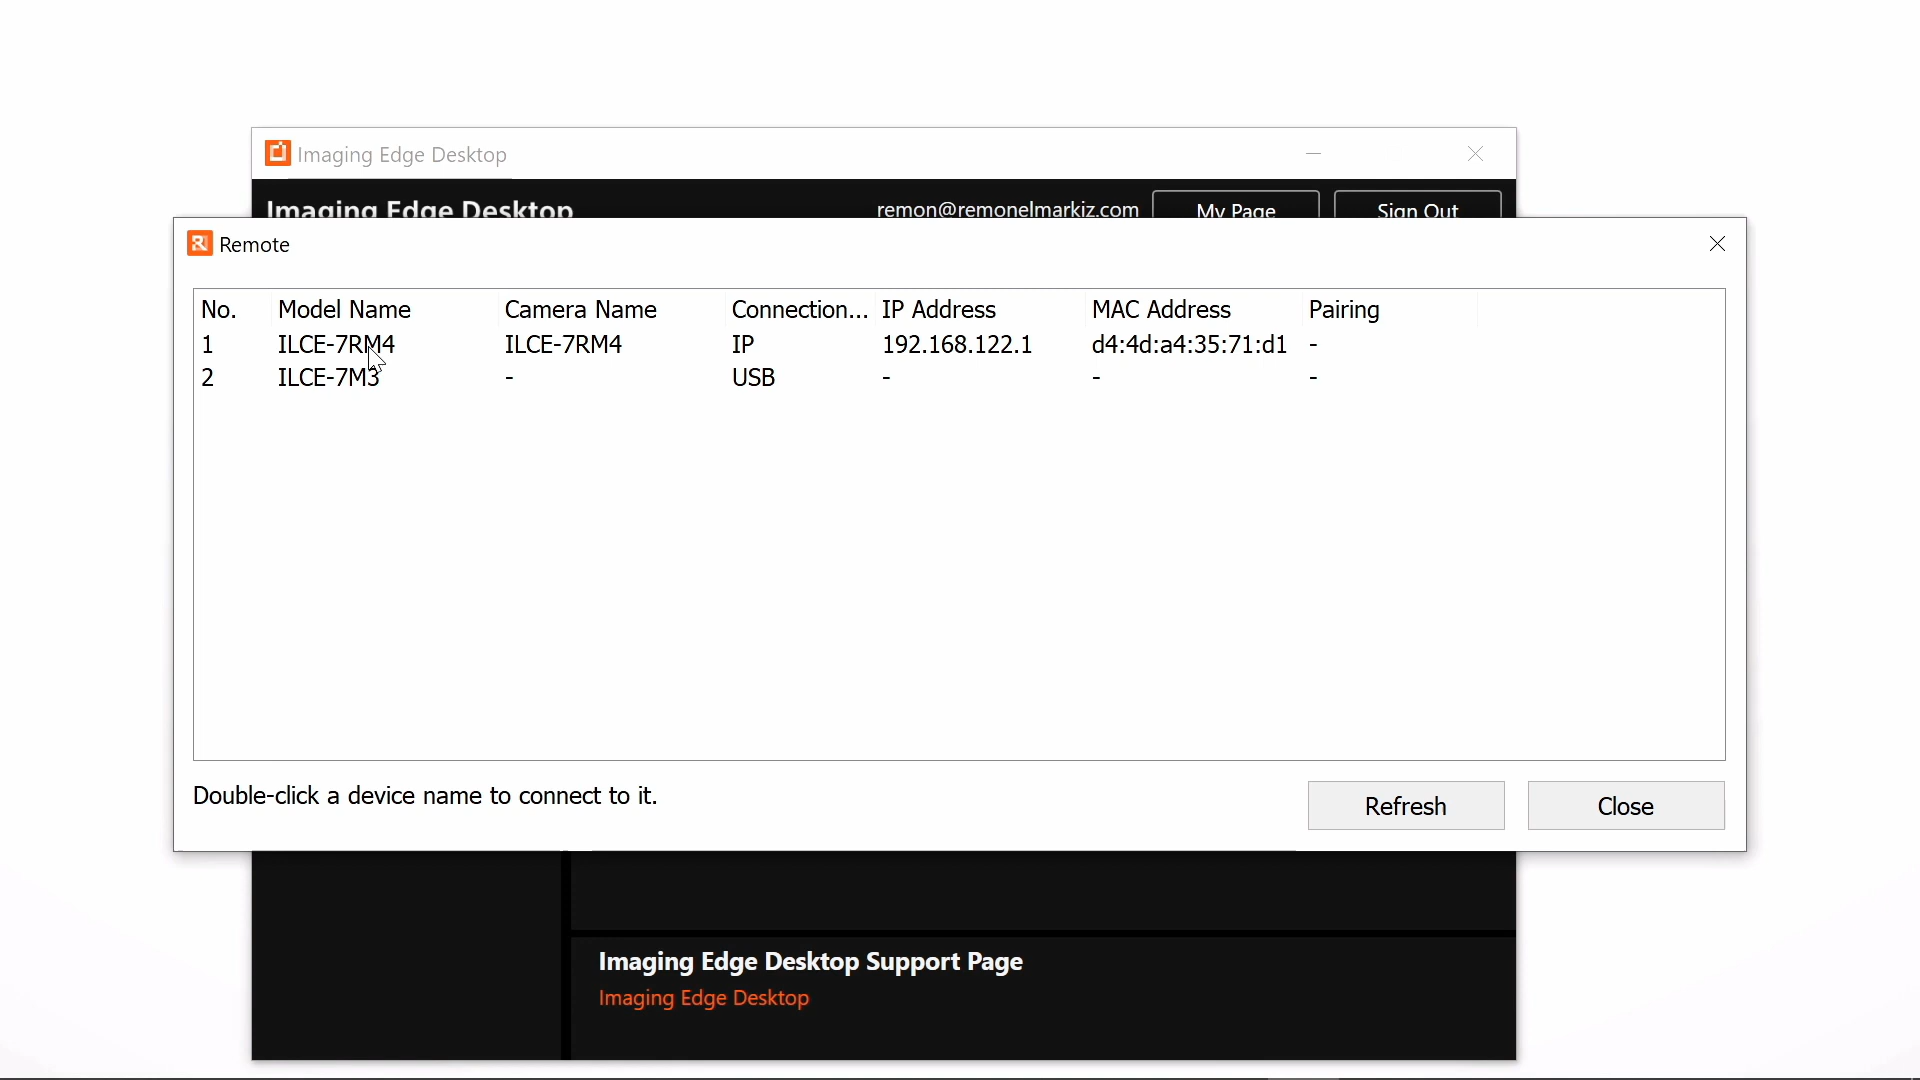 Imaging Edge Desktop
Imaging Edge Desktop remon@remonelmarkiz.com My Page Sign Out
Remote
No. Model Name Camera Name Connection... IP Address MAC Address Pairing
1 ILCE-7RM4 ILCE-7RM4 IP 192.168.122.1 d4:4d:a4:35:71:d1 -
2 ILCE-7M3 - USB - - -
Double-click a device name to connect to it.
Refresh Close
Imaging Edge Desktop Support Page
Imaging Edge Desktop